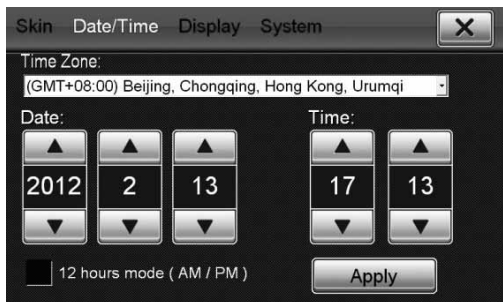 Skin Date/Time Display System
Time Zone:
(GMT+08:00) Beijing, Chongqing, Hong Kong, Urumqi
Date: Time:
2012 2 13 17 13
12 hours mode ( AM / PM ) Apply